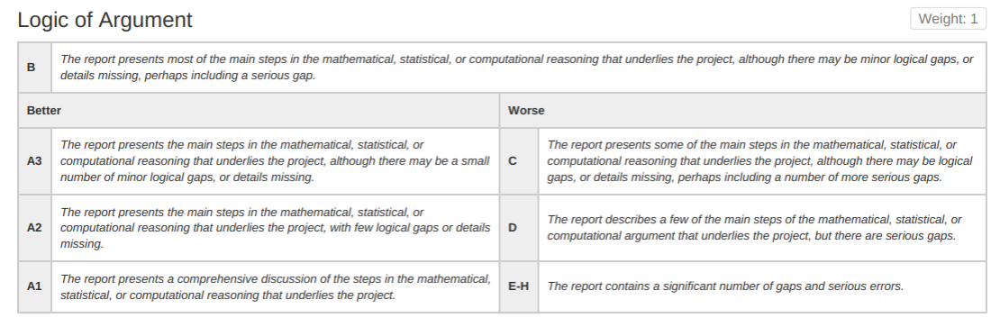 Logic of Argument
Weight: 1
B
The report presents most of the main steps in the mathematical, statistical, or computational reasoning that underlies the project, although there may be minor logical gaps, or
details missing, perhaps including a serious gap.
Better
Worse
A3
The report presents the main steps in the mathematical, statistical, or
computational reasoning that underlies the project, although there may be a small
number of minor logical gaps, or details missing.
C
The report presents some of the main steps in the mathematical, statistical, or
computational reasoning that underlies the project, although there may be logical
gaps, or details missing, perhaps including a number of more serious gaps.
A2
The report presents the main steps in the mathematical, statistical, or
computational reasoning that underlies the project, with few logical gaps or details
missing.
D
The report describes a few of the main steps of the mathematical, statistical, or
computational argument that underlies the project, but there are serious gaps.
A1
The report presents a comprehensive discussion of the steps in the mathematical,
statistical, or computational reasoning that underlies the project.
E-H
The report contains a significant number of gaps and serious errors.